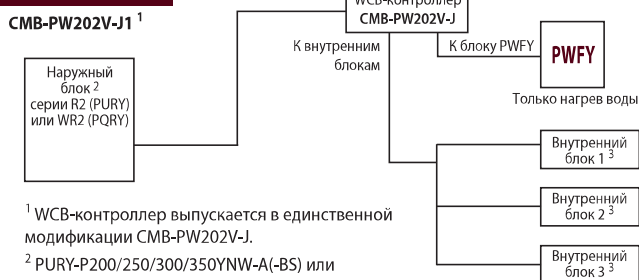 CMB-PW202V-J1 ¹
WCB-контроллер
CMB-PW202V-J
К внутренним
блокам
К блоку PWFY
PWFY
Только нагрев воды
Наружный
блок ²
серии R2 (PURY)
или WR2 (PQRY)
Внутренний
блок 1 ³
Внутренний
блок 2 ³
Внутренний
блок 3 ³
¹ WCB-контроллер выпускается в единственной
модификации CMB-PW202V-J.
² PURY-P200/250/300/350YNW-A(-BS) или